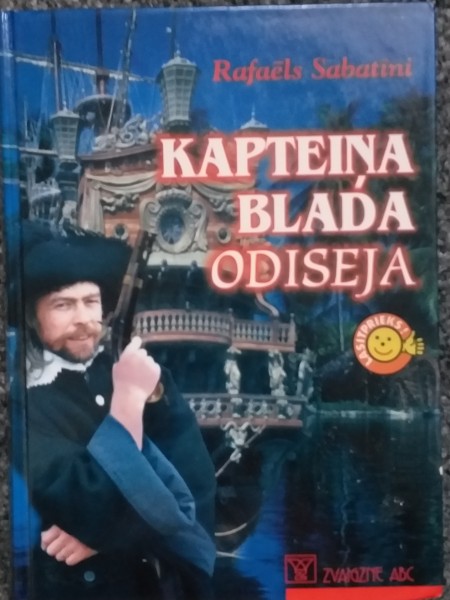 Rafaēls Sabatini
KAPTEIŅA
BLADA
ODISEJA
LASĪTPRIEKS!
ZVAIGZNE ABC